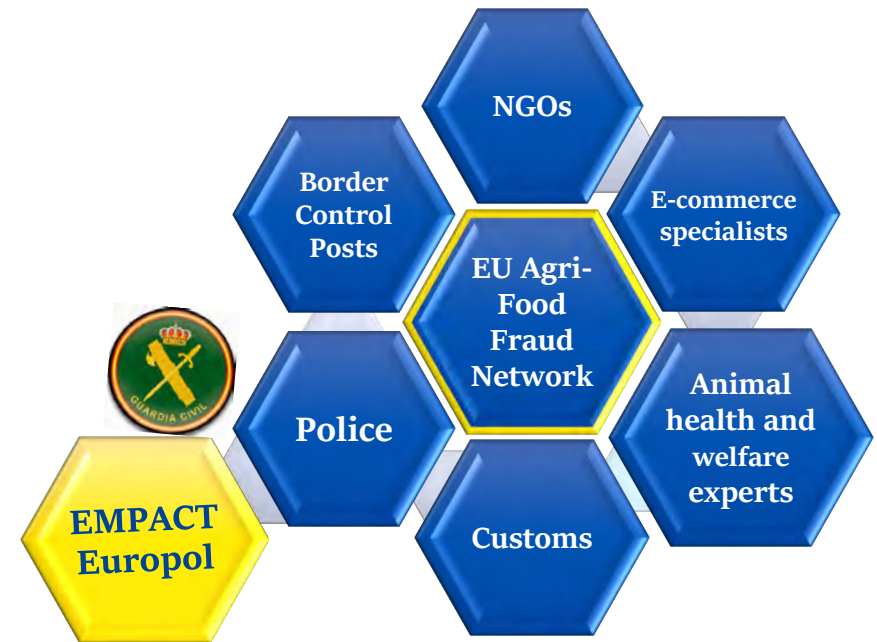 NGOs
Border
Control
Posts
E-commerce
specialists
EU Agri-
Food
Fraud
Network
GUARDIA CIVIL
Police
Animal
health and
welfare
experts
EMPACT
Europol
Customs